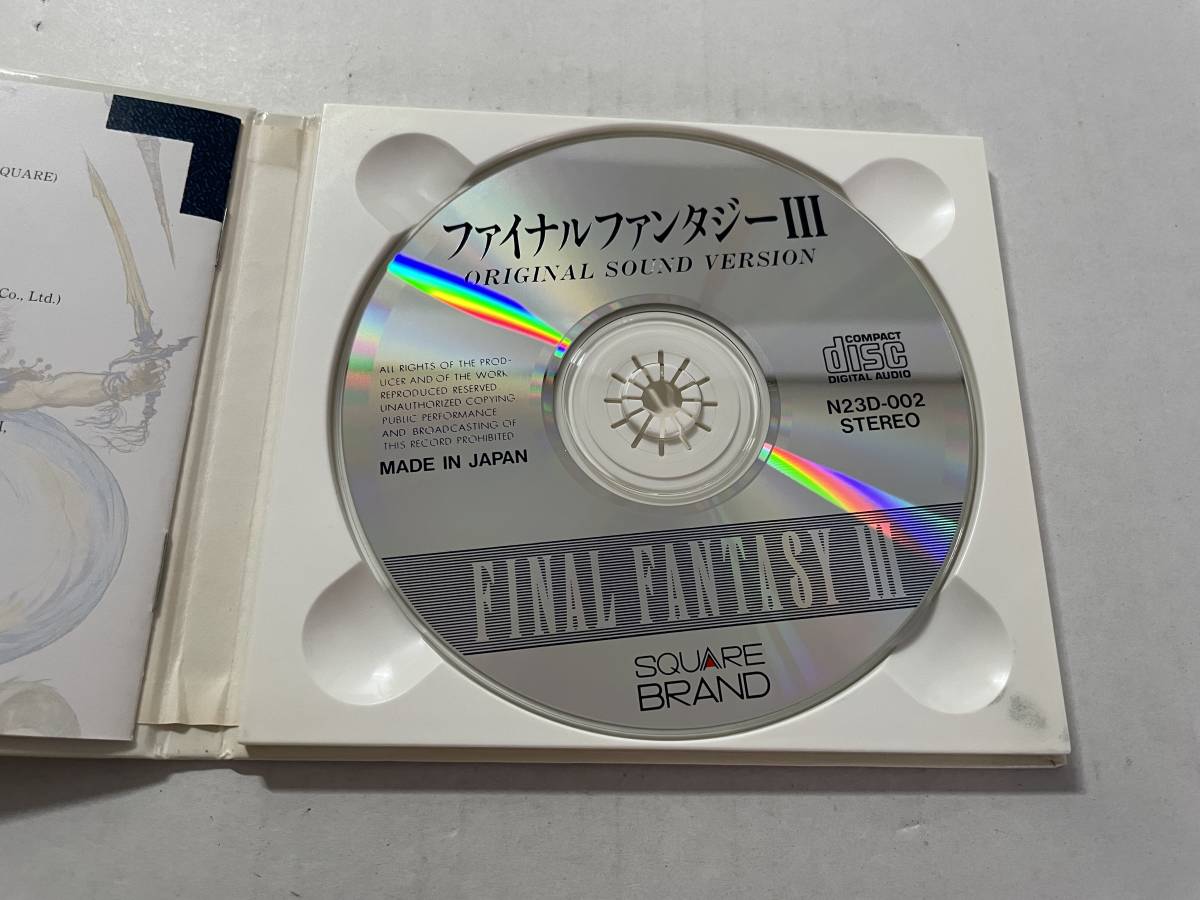 QUARE)
Co., Ltd.)
ファイナルファンタジーIII
ORIGINAL SOUND VERSION
ALL RIGHTS OF THE PROD-
UCER AND OF THE WORK
REPRODUCED RESERVED
UNAUTHORIZED COPYING
PUBLIC PERFORMANCE
AND BROADCASTING OF
THIS RECORD PROHIBITED
MADE IN JAPAN
COMPACT
disc
DIGITAL AUDIO
N23D-002
STEREO
FINAL FANTASY III
SQUARE
BRAND